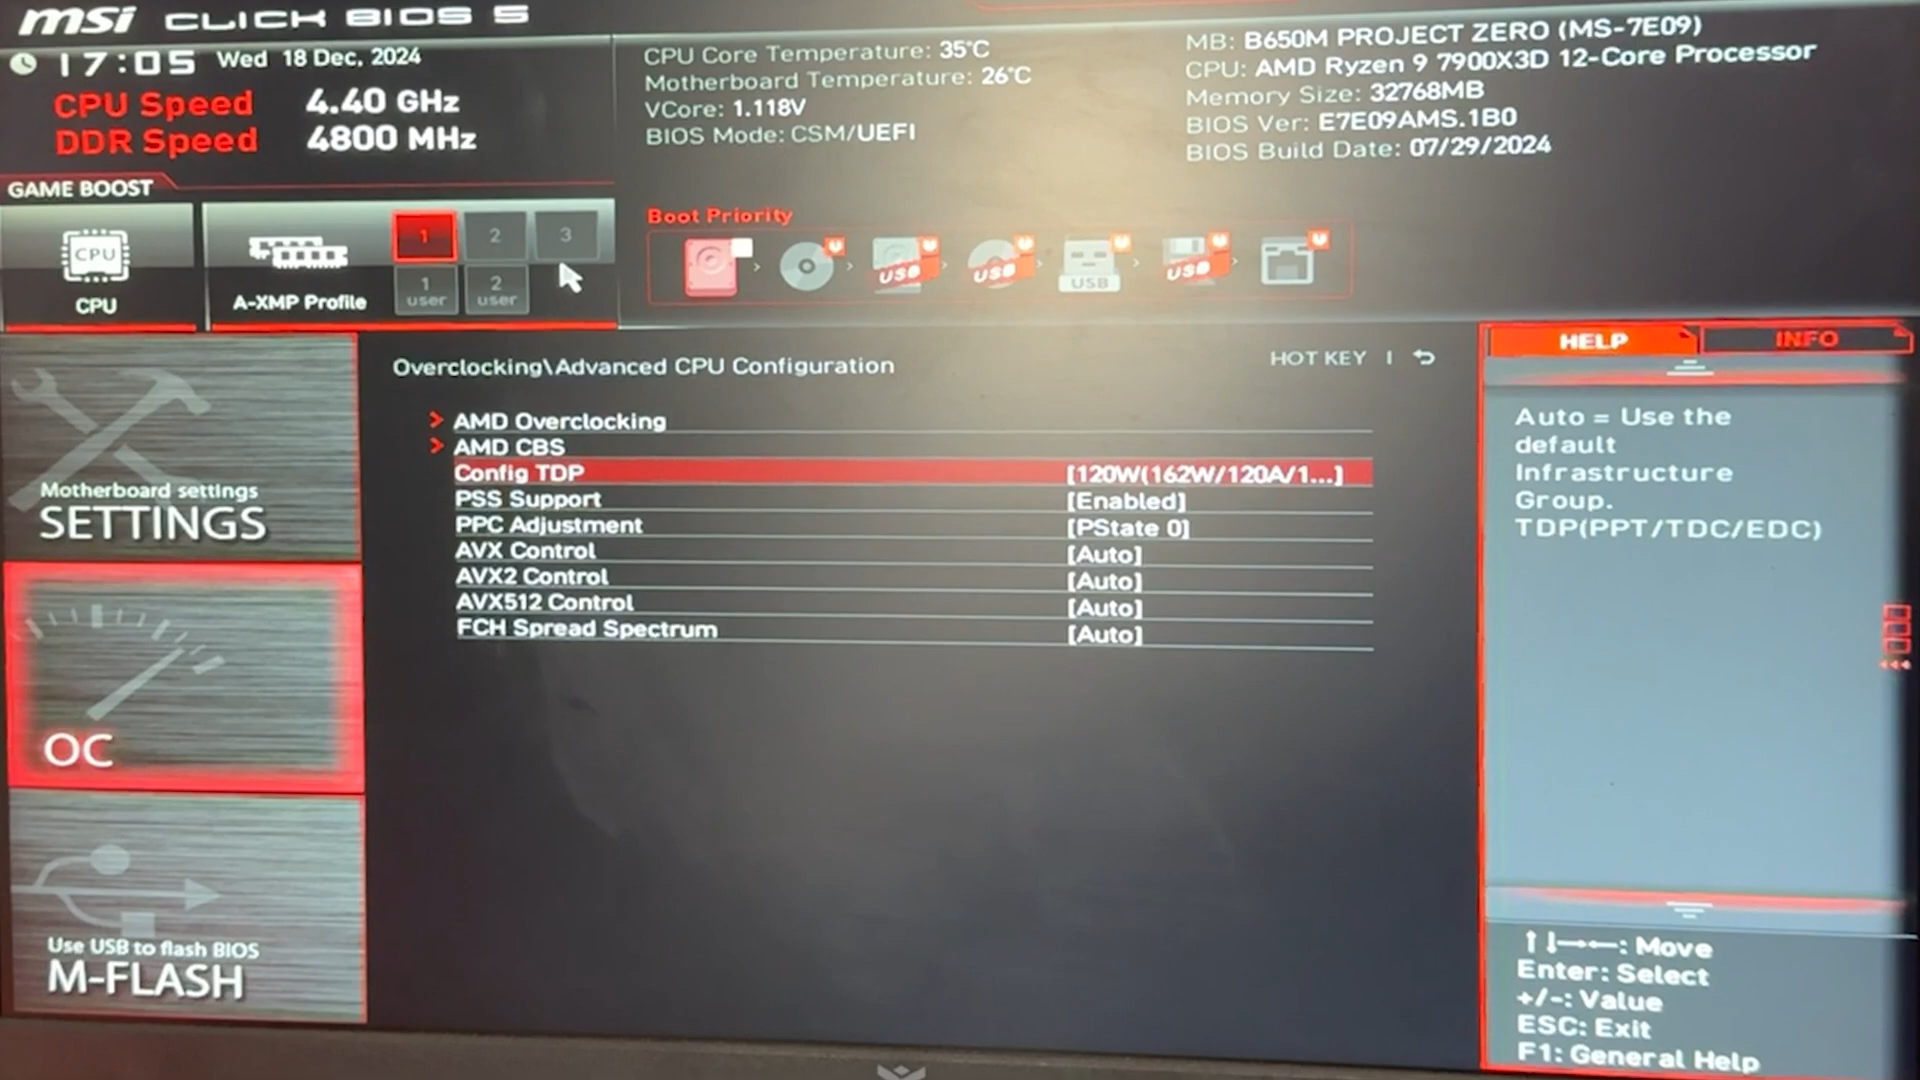 msi CLICK BIOS 5
17:05 Wed 18 Dec, 2024
CPU Speed 4.40 GHz
DDR Speed 4800 MHz
CPU Core Temperature: 35°C
Motherboard Temperature: 26°C
VCore: 1.118V
BIOS Mode: CSM/UEFI
MB: B650M PROJECT ZERO (MS-7E09)
CPU: AMD Ryzen 9 7900X3D 12-Core Processor
Memory Size: 32768MB
BIOS Ver: E7E09AMS.1B0
BIOS Build Date: 07/29/2024
GAME BOOST
CPU
CPU
A-XMP Profile
1 2 3
1 user
2 user
Boot Priority
USB
USB
USB
USB
Motherboard settings
SETTINGS
OC
Use USB to flash BIOS
M-FLASH
Overclocking\Advanced CPU Configuration
HOT KEY |
AMD Overclocking
AMD CBS
Config TDP [120W(162W/120A/1...]
PSS Support [Enabled]
PPC Adjustment [PState 0]
AVX Control [Auto]
AVX2 Control [Auto]
AVX512 Control [Auto]
FCH Spread Spectrum [Auto]
HELP
INFO
Auto = Use the
default
Infrastructure
Group.
TDP(PPT/TDC/EDC)
↑↓→←: Move
Enter: Select
+/-: Value
ESC: Exit
F1: General Help